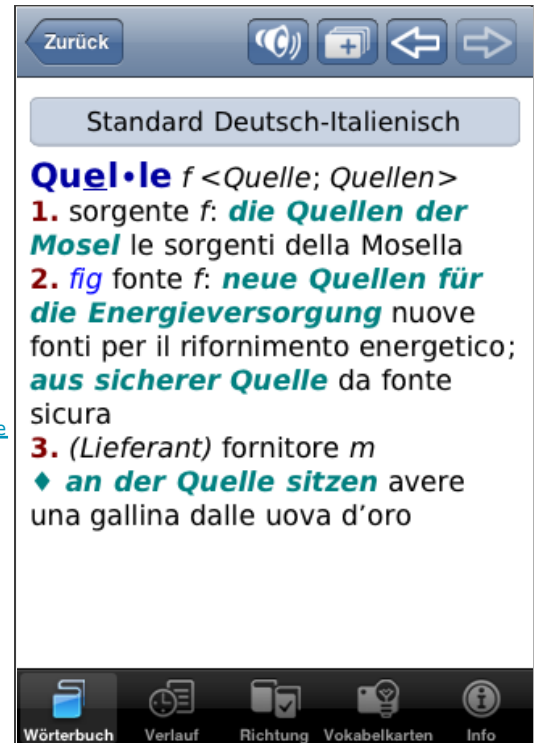 Zurück
Standard Deutsch-Italienisch
Quel•le f <Quelle; Quellen>
1. sorgente f: die Quellen der
Mosel le sorgenti della Mosella
2. fig fonte f: neue Quellen für
die Energieversorgung nuove
fonti per il rifornimento energetico;
aus sicherer Quelle da fonte
sicura
e
3. (Lieferant) fornitore m
♦ an der Quelle sitzen avere
una gallina dalle uova d'oro
Wörterbuch Verlauf Richtung Vokabelkarten Info